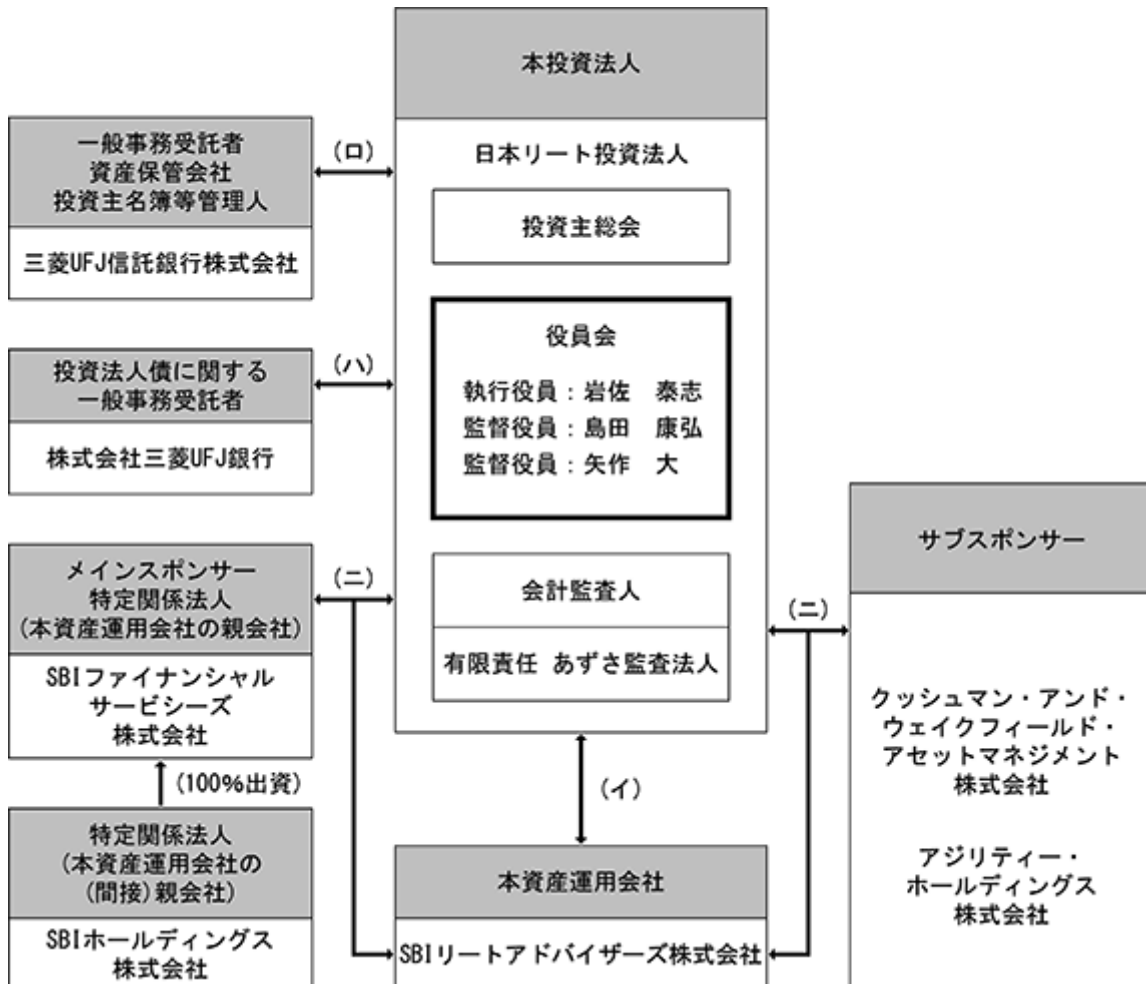 本投資法人
日本リート投資法人
投資主総会
役員会
執行役員：岩佐　泰志
監督役員：島田　康弘
監督役員：矢作　大
会計監査人
有限責任 あずさ監査法人
一般事務受託者
資産保管会社
投資主名簿等管理人
三菱UFJ信託銀行株式会社
(ロ)
投資法人債に関する
一般事務受託者
株式会社三菱UFJ銀行
(ハ)
メインスポンサー
特定関係法人
(本資産運用会社の親会社)
SBIファイナンシャル
サービシーズ
株式会社
(ニ)
(100%出資)
特定関係法人
(本資産運用会社の
(間接)親会社)
SBIホールディングス
株式会社
(イ)
本資産運用会社
SBIリートアドバイザーズ株式会社
(ニ)
サブスポンサー
クッシュマン・アンド・
ウェイクフィールド・
アセットマネジメント
株式会社
アジリティー・
ホールディングス
株式会社